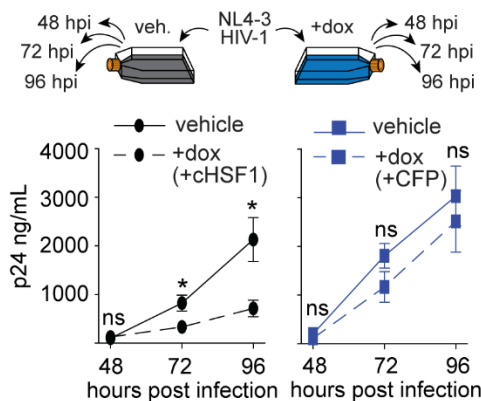 48 hpi
72 hpi
96 hpi
veh.
NL4-3
HIV-1
+dox
48 hpi
72 hpi
96 hpi
vehicle
+dox
(+cHSF1)
vehicle
+dox
(+CFP)
p24 ng/mL
4000
3000
2000
1000
ns
*
*
48 72 96
hours post infection
ns
ns
ns
48 72 96
hours post infection